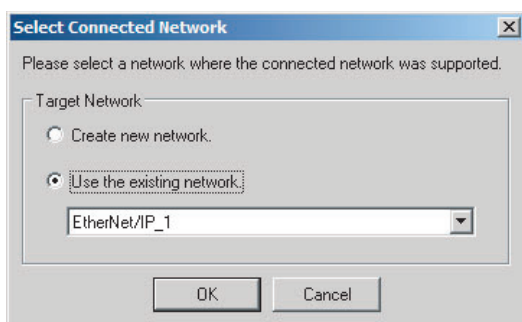 Select Connected Network
Please select a network where the connected network was supported.
Target Network
Create new network.
Use the existing network.
EtherNet/IP_1
OK Cancel